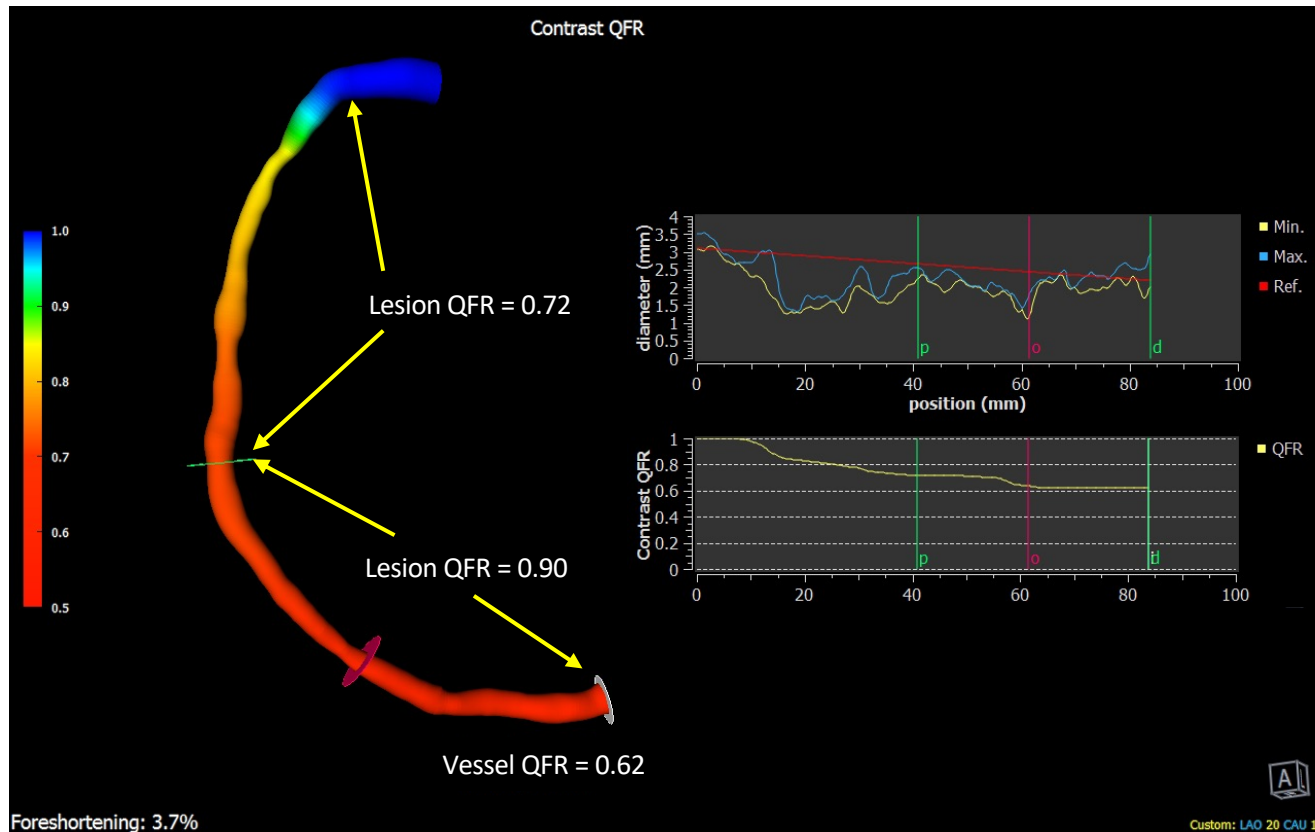 Contrast QFR
Lesion QFR = 0.72
Lesion QFR = 0.90
Vessel QFR = 0.62
1.0
0.9
0.8
0.7
0.6
0.5
diameter (mm)
4
3.5
3
2.5
2
1.5
1
0.5
0
p
o
d
0 20 40 60 80 100
position (mm)
Min.
Max.
Ref.
Contrast QFR
1
0.8
0.6
0.4
0.2
0
p
o
d
0 20 40 60 80 100
QFR
A
Foreshortening: 3.7%
Custom: LAO 20 CAU 1